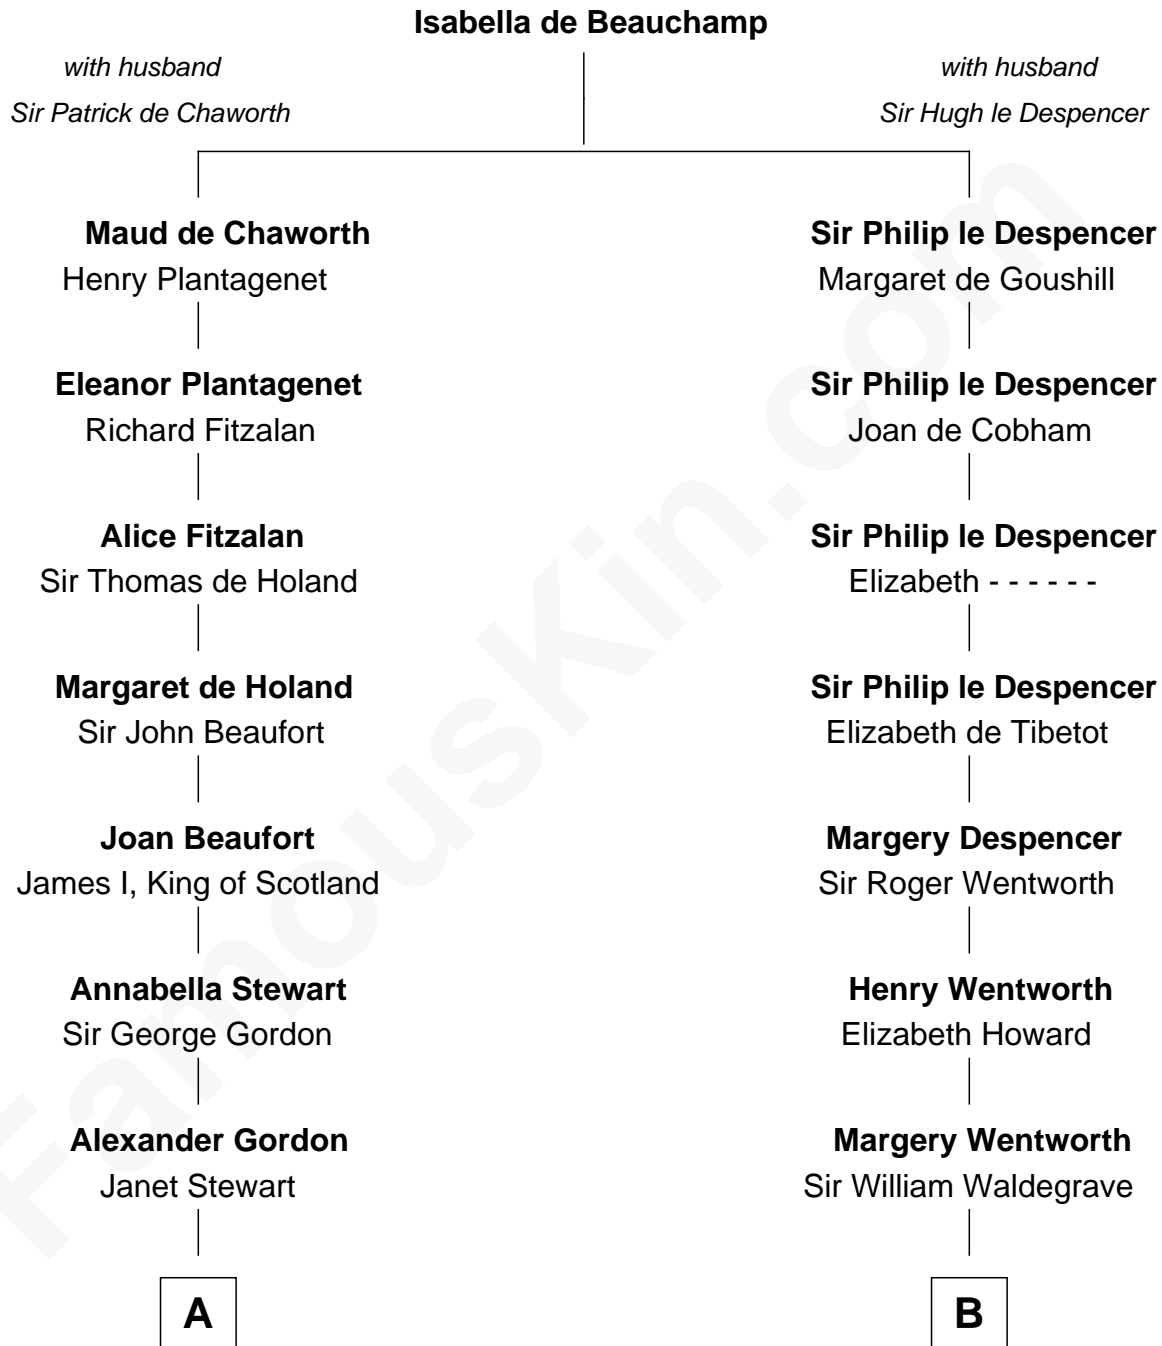 Isabella de Beauchamp
with husband
Sir Patrick de Chaworth
with husband
Sir Hugh le Despencer
Maud de Chaworth
Henry Plantagenet
Sir Philip le Despencer
Margaret de Goushill
Eleanor Plantagenet
Richard Fitzalan
Sir Philip le Despencer
Joan de Cobham
Alice Fitzalan
Sir Thomas de Holand
Sir Philip le Despencer
Elizabeth - - - - - -
Margaret de Holand
Sir John Beaufort
Sir Philip le Despencer
Elizabeth de Tibetot
Joan Beaufort
James I, King of Scotland
Margery Despencer
Sir Roger Wentworth
Annabella Stewart
Sir George Gordon
Henry Wentworth
Elizabeth Howard
Alexander Gordon
Janet Stewart
Margery Wentworth
Sir William Waldegrave
A
B
FamousKin.com